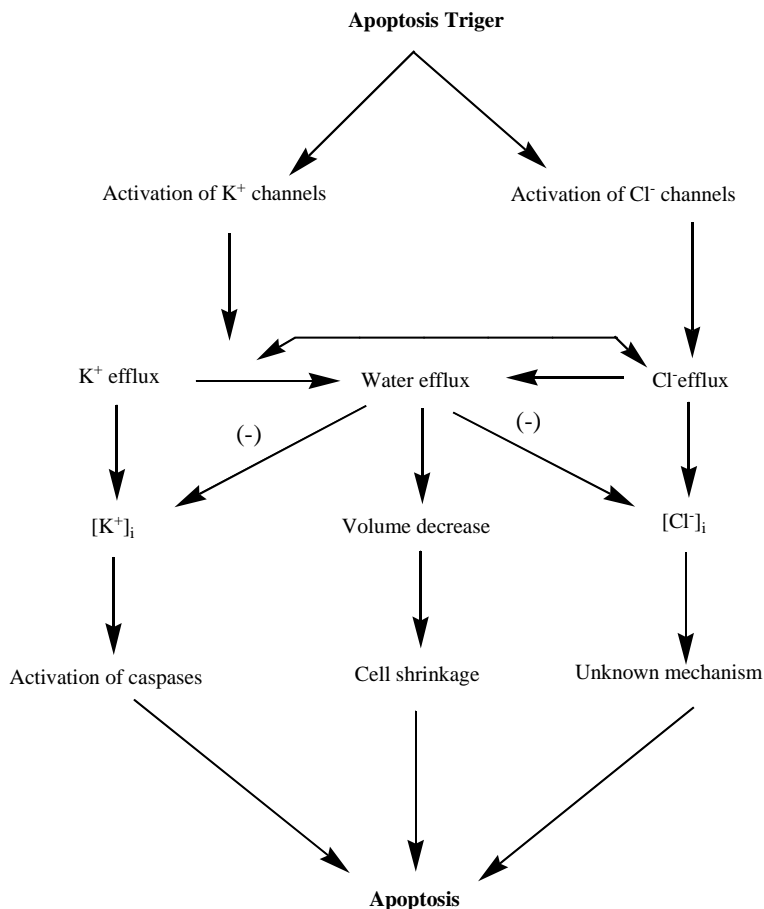 Apoptosis Triger
Activation of K⁺ channels
Activation of Cl⁻ channels
K⁺ efflux
Water efflux
Cl⁻efflux
(-)
(-)
[K⁺]ᵢ
Volume decrease
[Cl⁻]ᵢ
Activation of caspases
Cell shrinkage
Unknown mechanism
Apoptosis